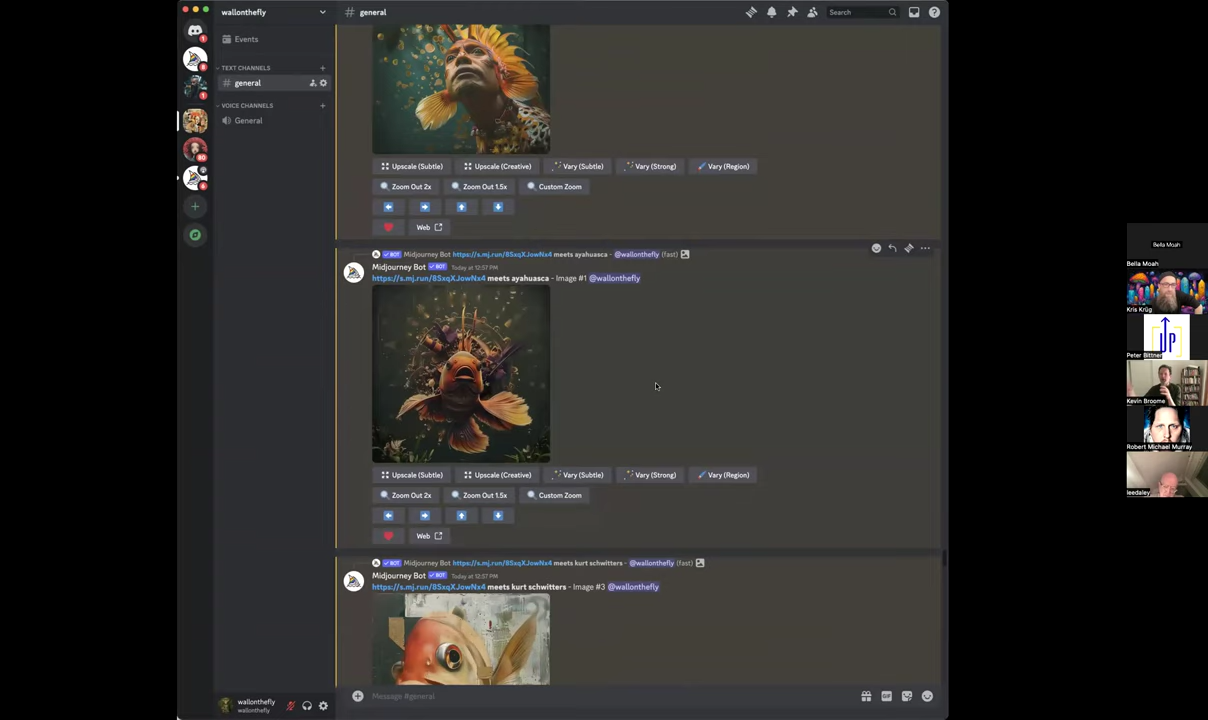 wallonthefly
# general
Search
Events
TEXT CHANNELS
# general
VOICE CHANNELS
General
Upscale (Subtle) Upscale (Creative) Vary (Subtle) Vary (Strong) Vary (Region)
Zoom Out 2x Zoom Out 1.5x Custom Zoom
Web
BOT Midjourney Bot https://s.mj.run/8SxqXJowNx4 meets ayahuasca - @wallonthefly (fast)
Midjourney Bot BOT Today at 12:57 PM
https://s.mj.run/8SxqXJowNx4 meets ayahuasca - Image #1 @wallonthefly
Upscale (Subtle) Upscale (Creative) Vary (Subtle) Vary (Strong) Vary (Region)
Zoom Out 2x Zoom Out 1.5x Custom Zoom
Web
BOT Midjourney Bot https://s.mj.run/8SxqXJowNx4 meets kurt schwitters - @wallonthefly (fast)
Midjourney Bot BOT Today at 12:57 PM
https://s.mj.run/8SxqXJowNx4 meets kurt schwitters - Image #3 @wallonthefly
wallonthefly
wallonthefly
Message #general
GIF
Bella Moah
Bella Moah
Kris Krüg
UP
Peter Bittner
Kevin Broome
Robert Michael Murray
leedaley